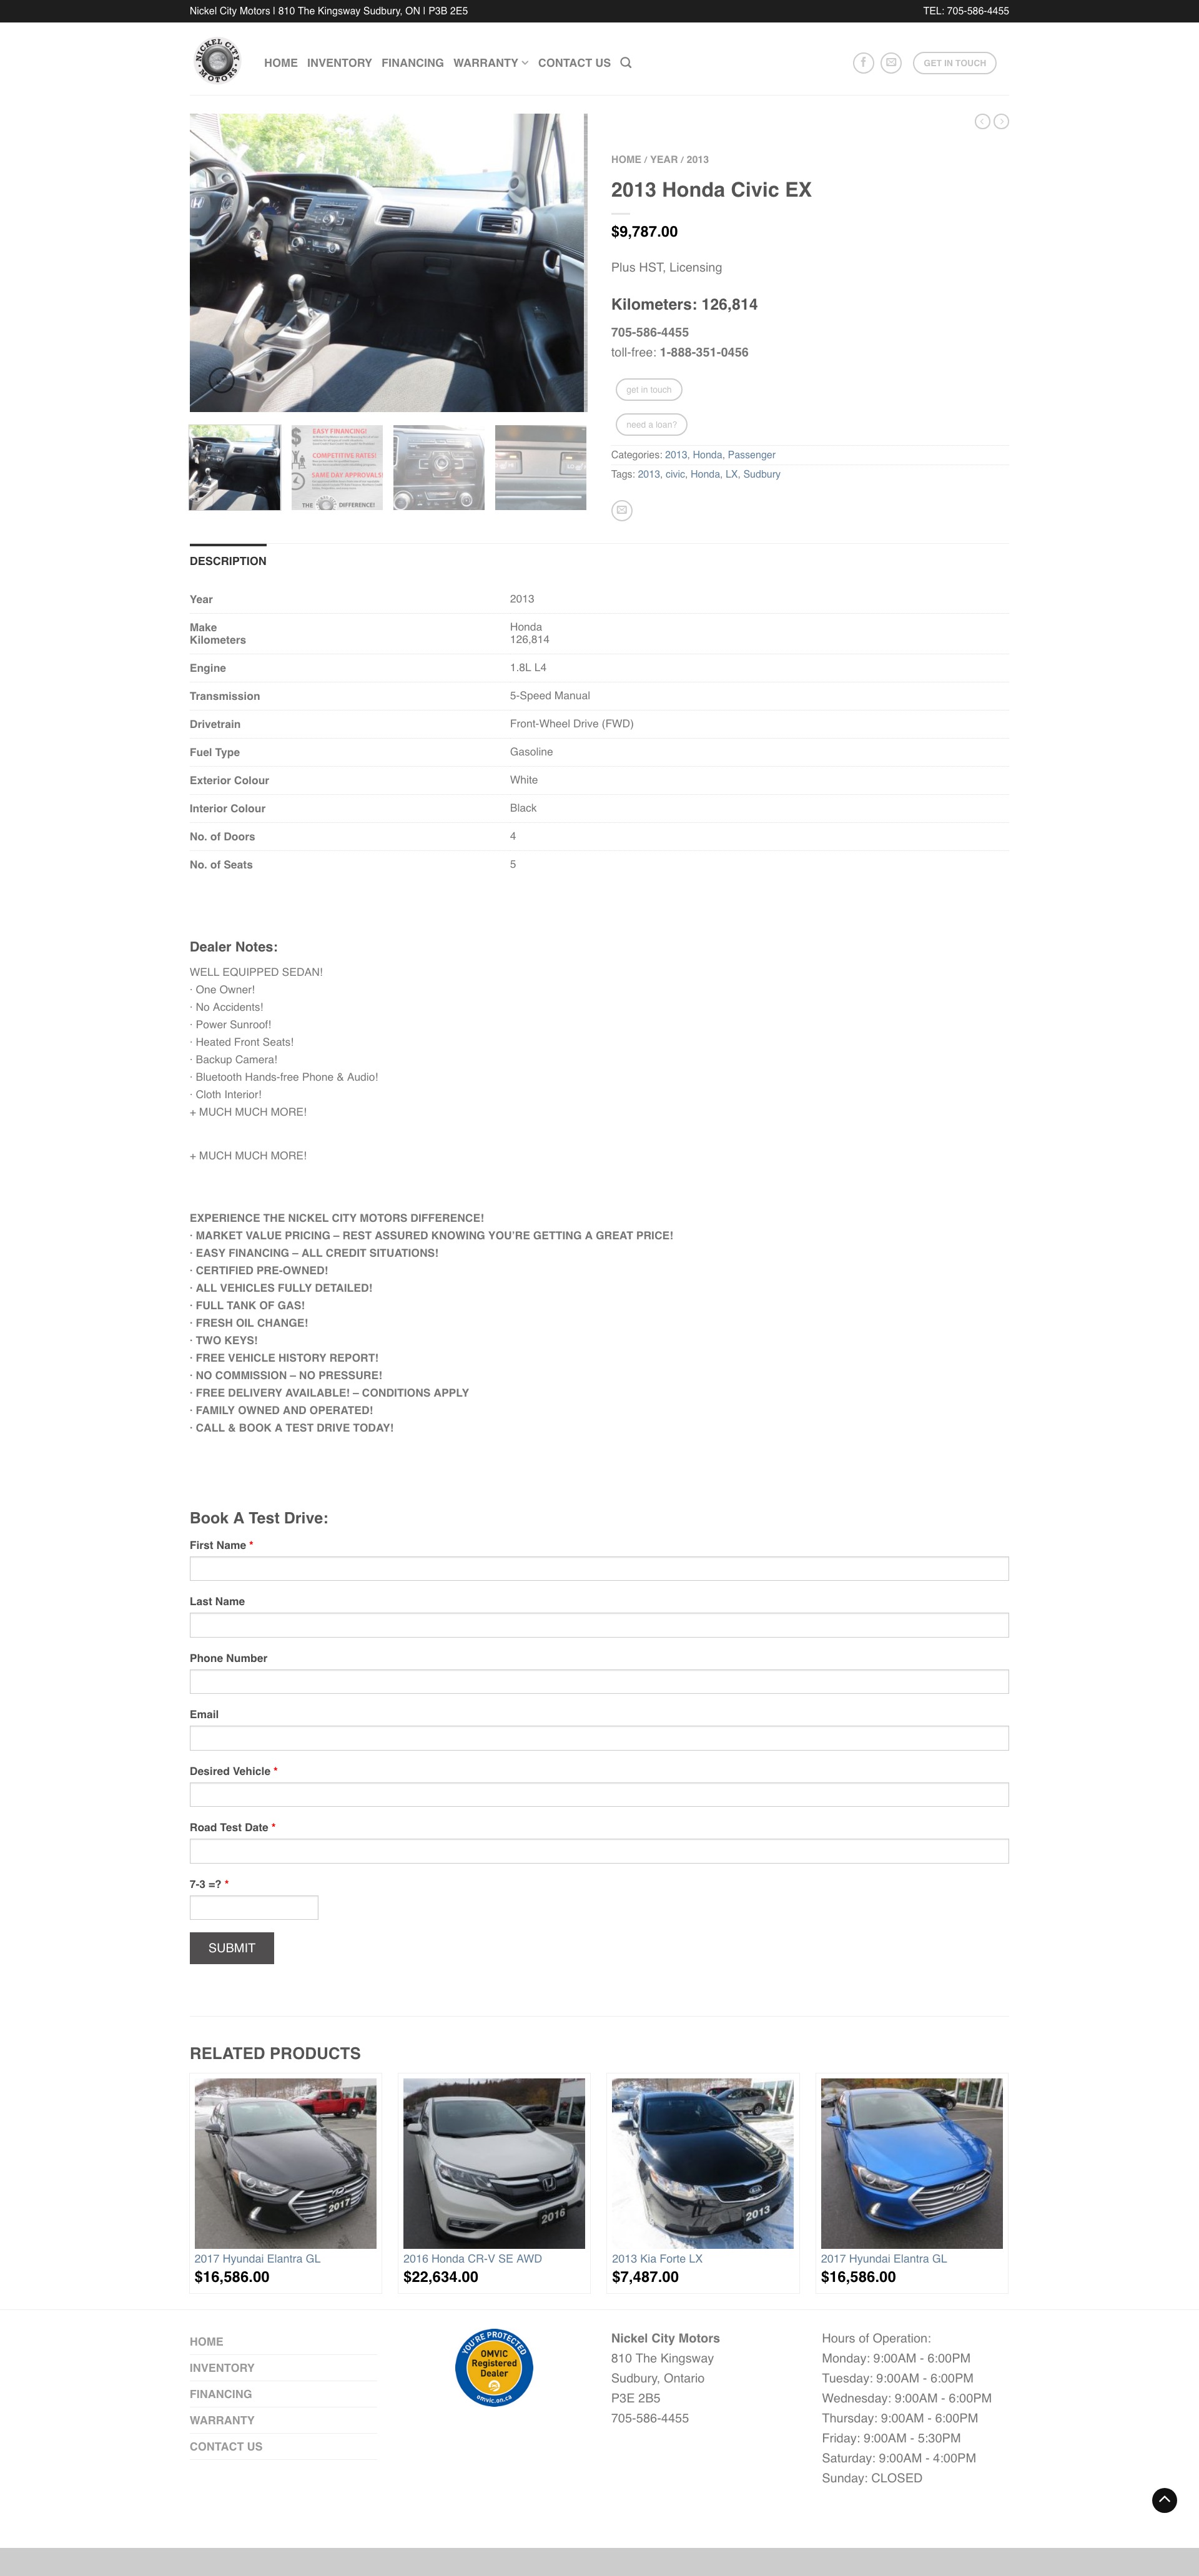 Nickel City Motors | 810 The Kingsway Sudbury, ON | P3B 2E5
TEL: 705-586-4455
NICKEL CITY MOTORS
HOME INVENTORY FINANCING WARRANTY CONTACT US
GET IN TOUCH
HOME / YEAR / 2013
2013 Honda Civic EX
$9,787.00
Plus HST, Licensing
Kilometers: 126,814
705-586-4455
toll-free: 1-888-351-0456
get in touch
need a loan?
Categories: 2013, Honda, Passenger
Tags: 2013, civic, Honda, LX, Sudbury
EASY FINANCING!
COMPETITIVE RATES!
SAME DAY APPROVALS!
THE DIFFERENCE!
DESCRIPTION
Year 2013
Make Honda
Kilometers 126,814
Engine 1.8L L4
Transmission 5-Speed Manual
Drivetrain Front-Wheel Drive (FWD)
Fuel Type Gasoline
Exterior Colour White
Interior Colour Black
No. of Doors 4
No. of Seats 5
Dealer Notes:
WELL EQUIPPED SEDAN!
· One Owner!
· No Accidents!
· Power Sunroof!
· Heated Front Seats!
· Backup Camera!
· Bluetooth Hands-free Phone & Audio!
· Cloth Interior!
+ MUCH MUCH MORE!
+ MUCH MUCH MORE!
EXPERIENCE THE NICKEL CITY MOTORS DIFFERENCE!
· MARKET VALUE PRICING – REST ASSURED KNOWING YOU'RE GETTING A GREAT PRICE!
· EASY FINANCING – ALL CREDIT SITUATIONS!
· CERTIFIED PRE-OWNED!
· ALL VEHICLES FULLY DETAILED!
· FULL TANK OF GAS!
· FRESH OIL CHANGE!
· TWO KEYS!
· FREE VEHICLE HISTORY REPORT!
· NO COMMISSION – NO PRESSURE!
· FREE DELIVERY AVAILABLE! – CONDITIONS APPLY
· FAMILY OWNED AND OPERATED!
· CALL & BOOK A TEST DRIVE TODAY!
Book A Test Drive:
First Name *
Last Name
Phone Number
Email
Desired Vehicle *
Road Test Date *
7-3 =? *
SUBMIT
RELATED PRODUCTS
2017
2016
KIA
2013
2017 Hyundai Elantra GL
$16,586.00
2016 Honda CR-V SE AWD
$22,634.00
2013 Kia Forte LX
$7,487.00
2017 Hyundai Elantra GL
$16,586.00
HOME
INVENTORY
FINANCING
WARRANTY
CONTACT US
YOU'RE PROTECTED
OMVIC
Registered
Dealer
omvic.on.ca
Nickel City Motors
810 The Kingsway
Sudbury, Ontario
P3E 2B5
705-586-4455
Hours of Operation:
Monday: 9:00AM - 6:00PM
Tuesday: 9:00AM - 6:00PM
Wednesday: 9:00AM - 6:00PM
Thursday: 9:00AM - 6:00PM
Friday: 9:00AM - 5:30PM
Saturday: 9:00AM - 4:00PM
Sunday: CLOSED